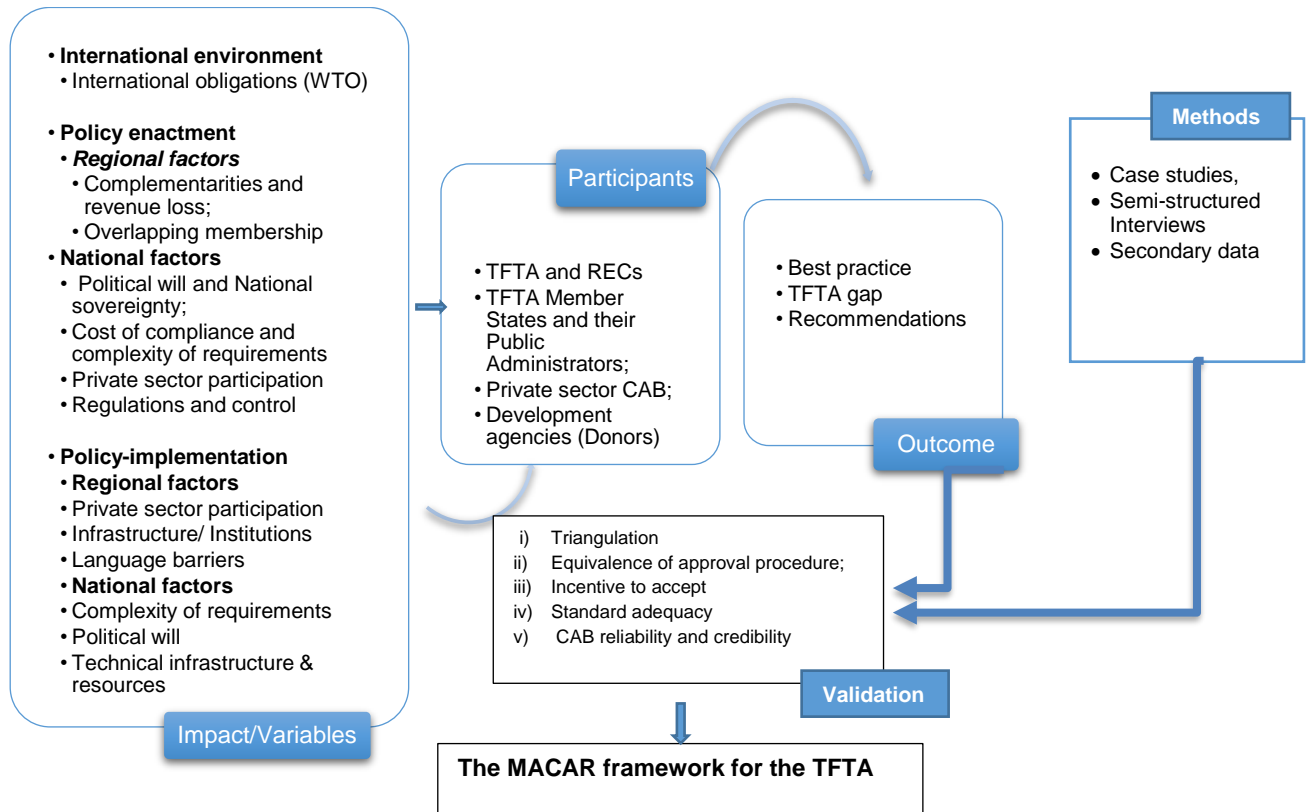 • International environment
• International obligations (WTO)
• Policy enactment
• Regional factors
• Complementarities and
revenue loss;
• Overlapping membership
• National factors
• Political will and National
sovereignty;
• Cost of compliance and
complexity of requirements
• Private sector participation
• Regulations and control
• Policy-implementation
• Regional factors
• Private sector participation
• Infrastructure/ Institutions
• Language barriers
• National factors
• Complexity of requirements
• Political will
• Technical infrastructure &
resources
Impact/Variables
Participants
• TFTA and RECs
• TFTA Member
States and their
Public
Administrators;
• Private sector CAB;
• Development
agencies (Donors)
• Best practice
• TFTA gap
• Recommendations
Outcome
Methods
• Case studies,
• Semi-structured
Interviews
• Secondary data
i) Triangulation
ii) Equivalence of approval procedure;
iii) Incentive to accept
iv) Standard adequacy
v) CAB reliability and credibility
Validation
The MACAR framework for the TFTA